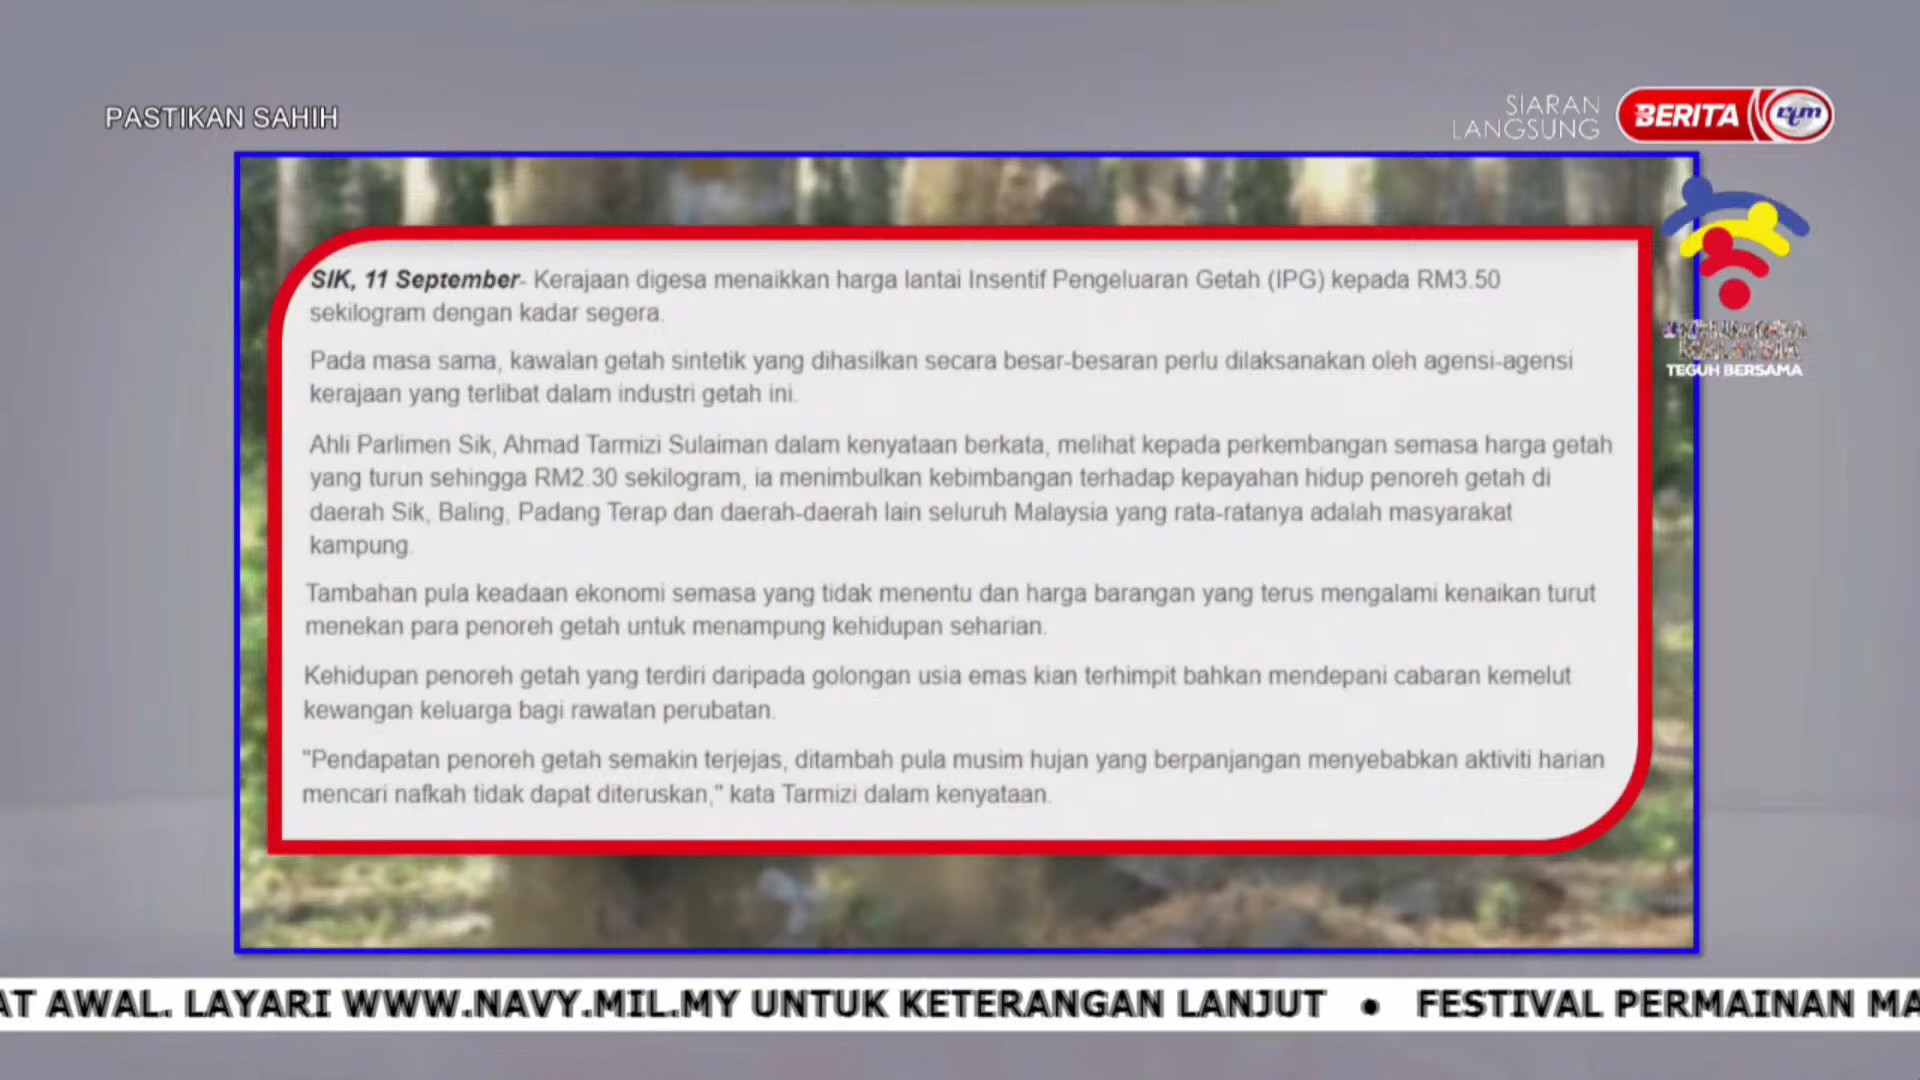 PASTIKAN SAHIH
SIARAN
LANGSUNG
BERITA rtm
SIK, 11 September- Kerajaan digesa menaikkan harga lantai Insentif Pengeluaran Getah (IPG) kepada RM3.50
sekilogram dengan kadar segera.
Pada masa sama, kawalan getah sintetik yang dihasilkan secara besar-besaran perlu dilaksanakan oleh agensi-agensi
kerajaan yang terlibat dalam industri getah ini.
Ahli Parlimen Sik, Ahmad Tarmizi Sulaiman dalam kenyataan berkata, melihat kepada perkembangan semasa harga getah
yang turun sehingga RM2.30 sekilogram, ia menimbulkan kebimbangan terhadap kepayahan hidup penoreh getah di
daerah Sik, Baling, Padang Terap dan daerah-daerah lain seluruh Malaysia yang rata-ratanya adalah masyarakat
kampung.
Tambahan pula keadaan ekonomi semasa yang tidak menentu dan harga barangan yang terus mengalami kenaikan turut
menekan para penoreh getah untuk menampung kehidupan seharian.
Kehidupan penoreh getah yang terdiri daripada golongan usia emas kian terhimpit bahkan mendepani cabaran kemelut
kewangan keluarga bagi rawatan perubatan.
"Pendapatan penoreh getah semakin terjejas, ditambah pula musim hujan yang berpanjangan menyebabkan aktiviti harian
mencari nafkah tidak dapat diteruskan," kata Tarmizi dalam kenyataan.
MALAYSIA
TEGUH BERSAMA
AT AWAL. LAYARI WWW.NAVY.MIL.MY UNTUK KETERANGAN LANJUT • FESTIVAL PERMAINAN MA